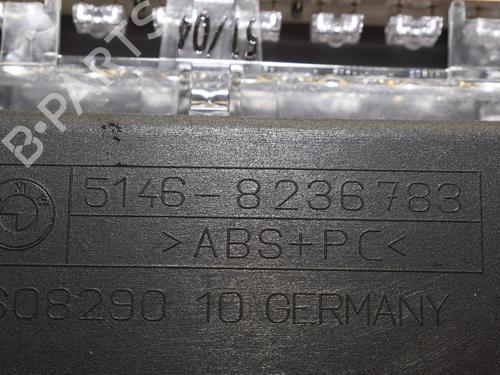 B-PARTS
5146-8236783
>ABS+PC<
608290 10 GERMANY